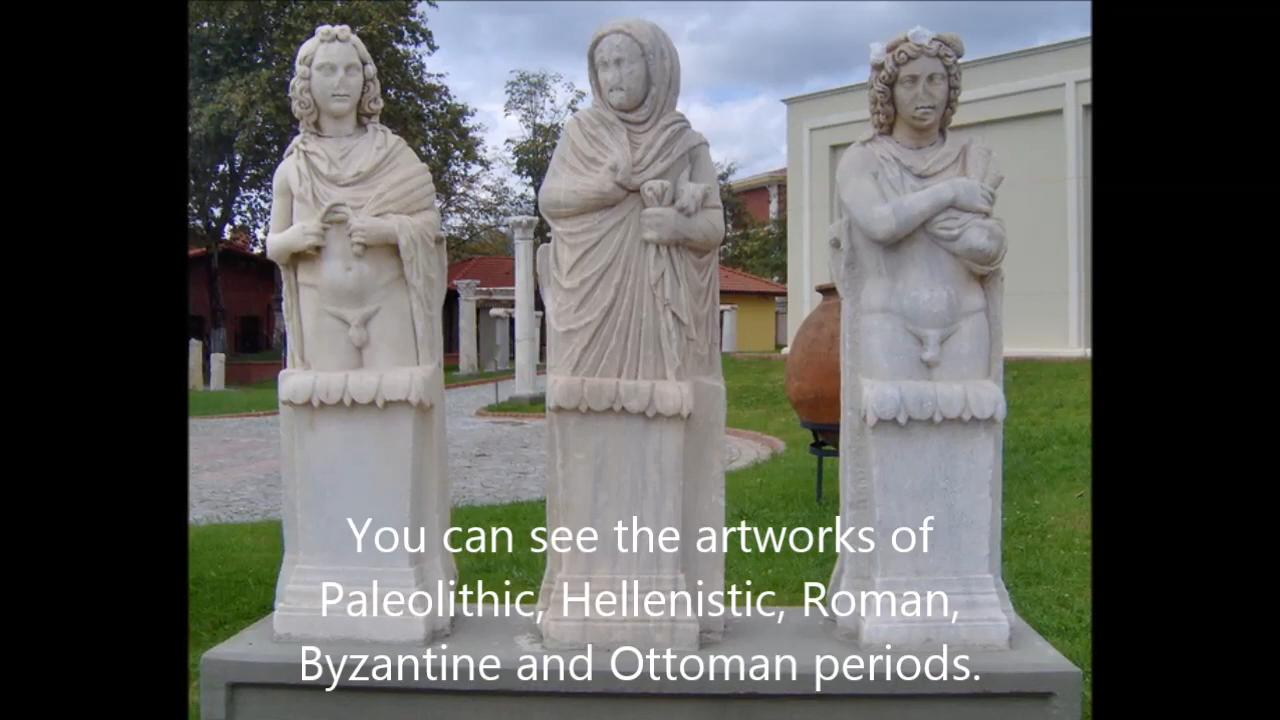 You can see the artworks of
Paleolithic, Hellenistic, Roman,
Byzantine and Ottoman periods.